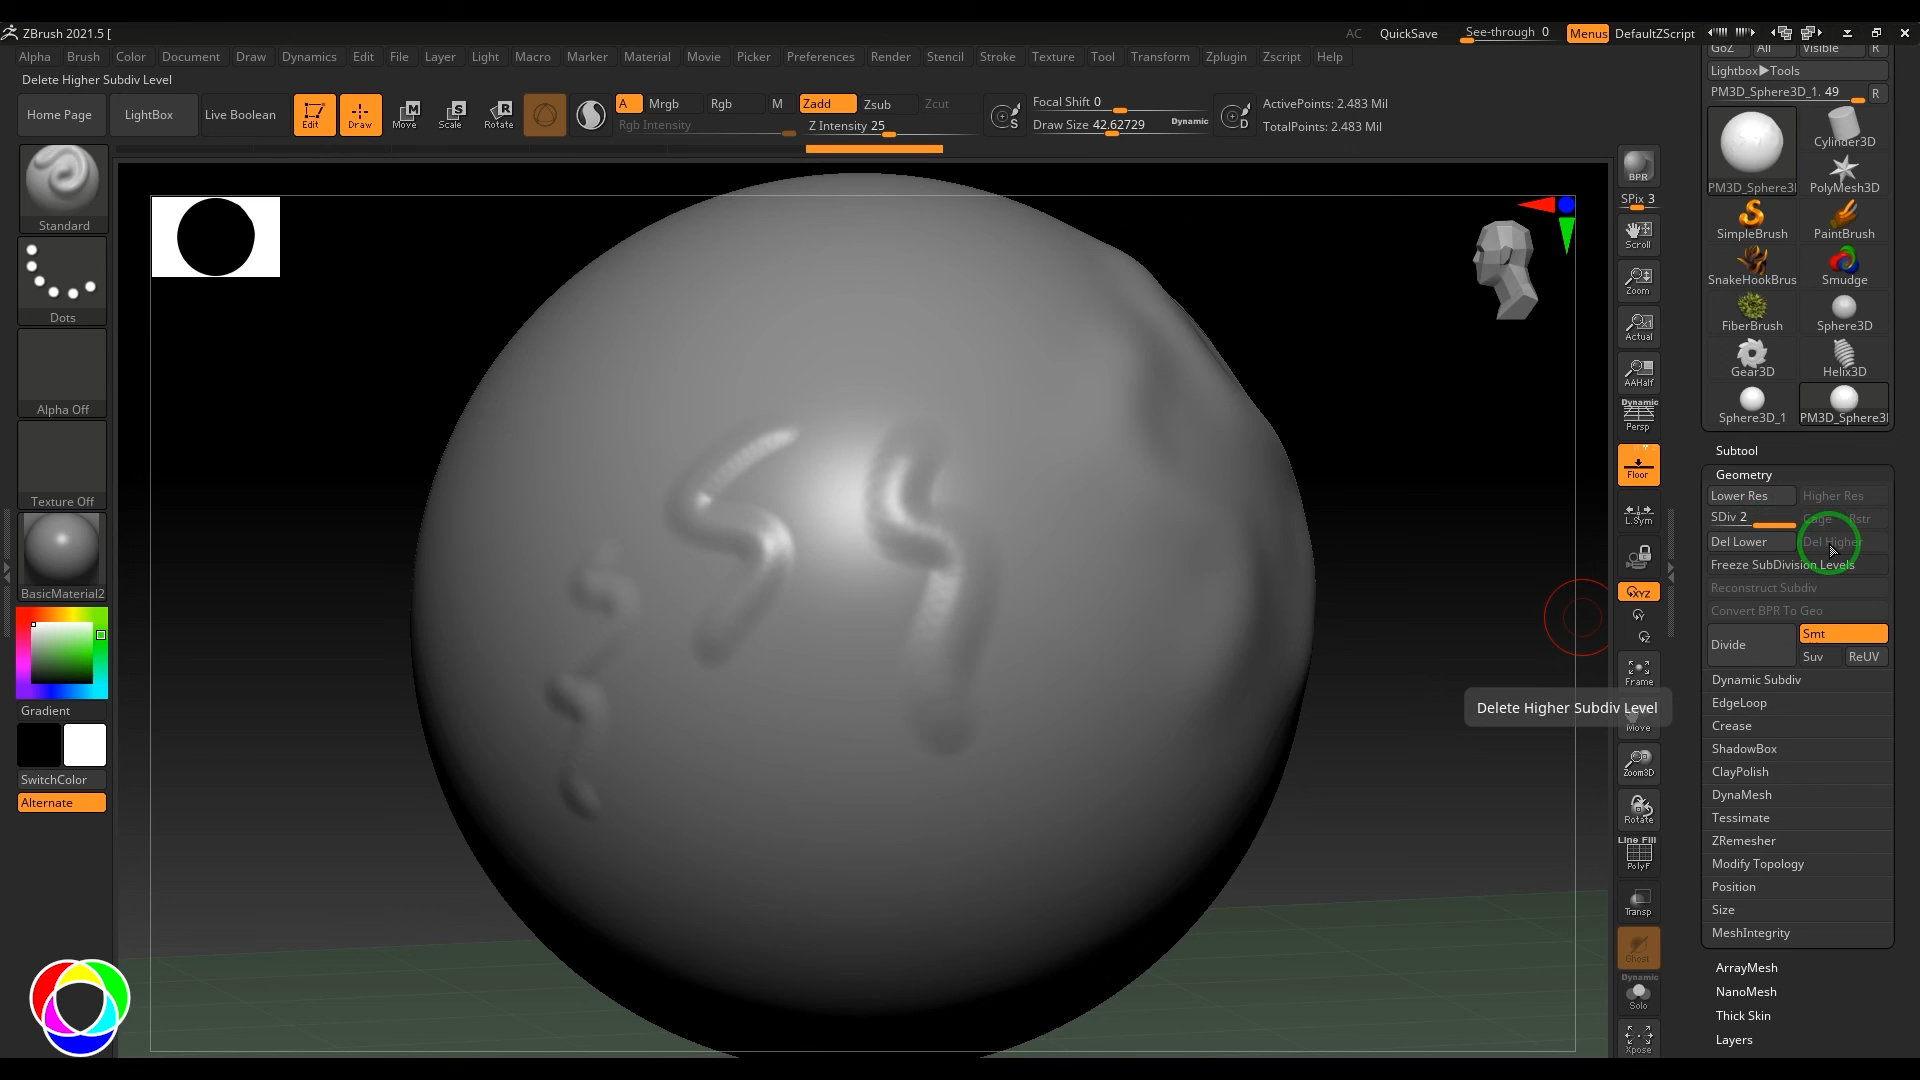 ZBrush 2021.5 [
AC
QuickSave
See-through 0
Menus
DefaultZScript
Alpha Brush Color Document Draw Dynamics Edit File Layer Light Macro Marker Material Movie Picker Preferences Render Stencil Stroke Texture Tool Transform Zplugin Zscript Help
Delete Higher Subdiv Level
Home Page
LightBox
Live Boolean
Edit
Draw
Move
Scale
Rotate
A
Mrgb
Rgb
M
Zadd
Zsub
Zcut
Rgb Intensity
Z Intensity 25
Focal Shift 0
Draw Size 42.62729
Dynamic
ActivePoints: 2.483 Mil
TotalPoints: 2.483 Mil
Standard
Dots
Alpha Off
Texture Off
BasicMaterial2
Gradient
SwitchColor
Alternate
BPR
SPix 3
Scroll
Zoom
Actual
AAHalf
Dynamic
Persp
Floor
L.Sym
XYZ
Frame
Move
Zoom3D
Rotate
Line Fill
PolyF
Transp
Ghost
Dynamic
Solo
Xpose
Delete Higher Subdiv Level
GoZ
All
Visible
R
Lightbox▶Tools
PM3D_Sphere3D_1. 49
R
PM3D_Sphere3
Cylinder3D
PolyMesh3D
SimpleBrush
PaintBrush
SnakeHookBrus
Smudge
FiberBrush
Sphere3D
Gear3D
Helix3D
Sphere3D_1
PM3D_Sphere3
Subtool
Geometry
Lower Res
Higher Res
SDiv 2
Cage
Rstr
Del Lower
Del Higher
Freeze SubDivision Levels
Reconstruct Subdiv
Convert BPR To Geo
Divide
Smt
Suv
ReUV
Dynamic Subdiv
EdgeLoop
Crease
ShadowBox
ClayPolish
DynaMesh
Tessimate
ZRemesher
Modify Topology
Position
Size
MeshIntegrity
ArrayMesh
NanoMesh
Thick Skin
Layers